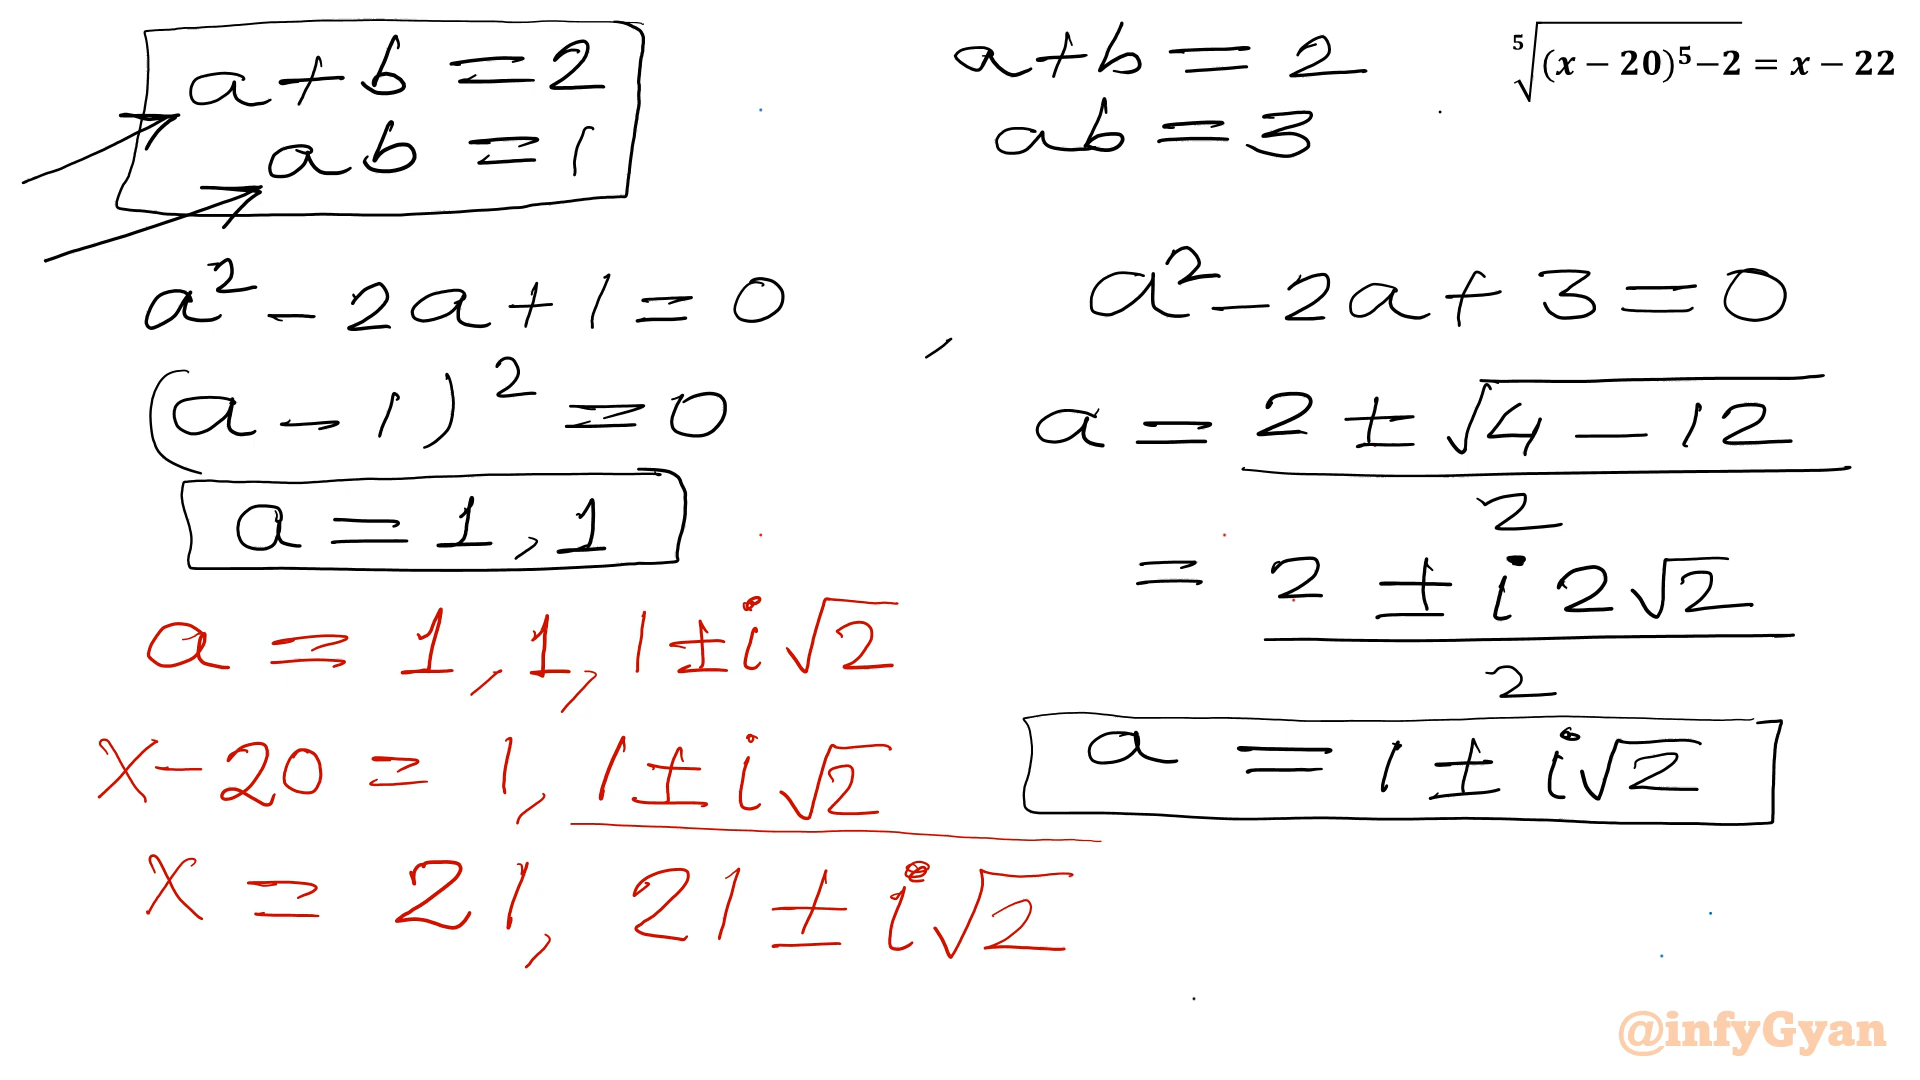 a + b = 2
ab = 1
a² - 2a + 1 = 0
(a - 1)² = 0
a = 1, 1
a = 1, 1, 1 ± i√2
x - 20 = 1, 1 ± i√2
x = 21, 21 ± i√2
a + b = 2
ab = 3
,
a² - 2a + 3 = 0
a = (2 ± √(4 - 12)) / 2
= (2 ± i2√2) / 2
a = 1 ± i√2
⁵√((x − 20)⁵−2) = x − 22
@infyGyan